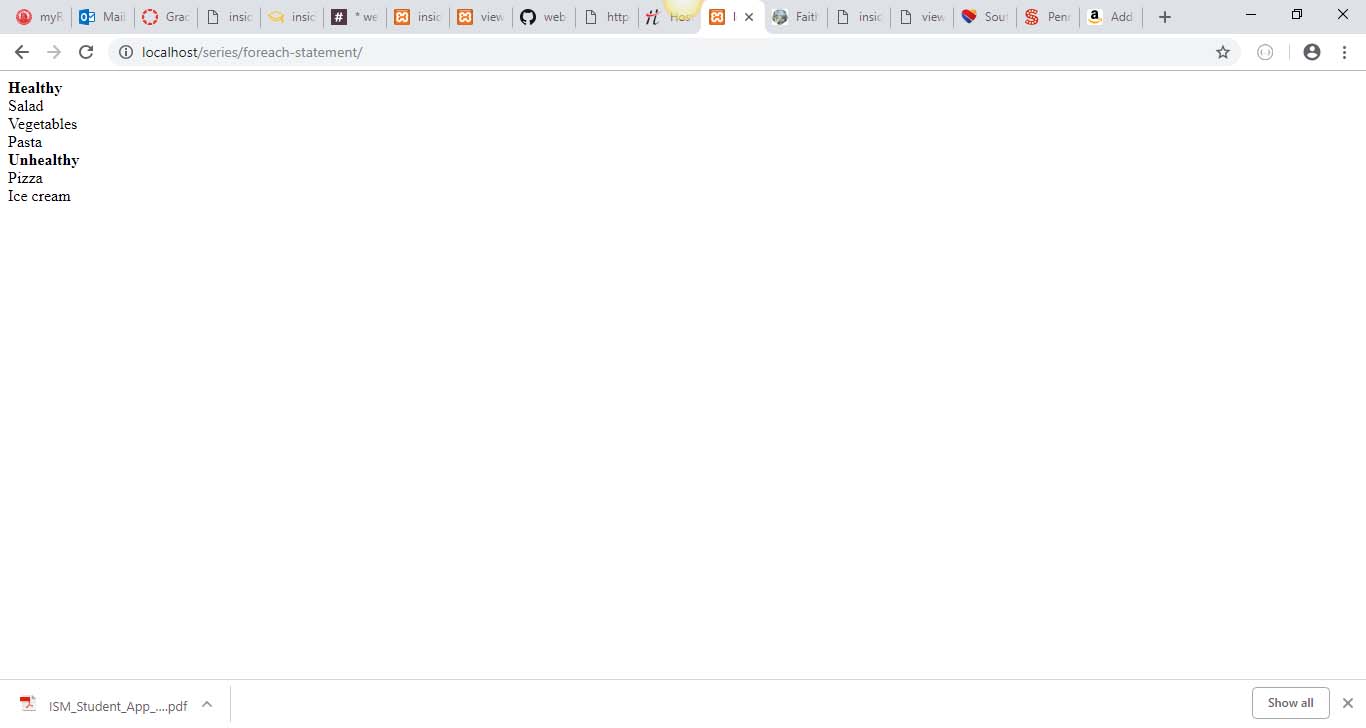 myR Mail Grac insic insic # * we insic view web http Hos I Faith insic view Sou Penr a Add
localhost/series/foreach-statement/
Healthy
Salad
Vegetables
Pasta
Unhealthy
Pizza
Ice cream
ISM_Student_App_....pdf
Show all